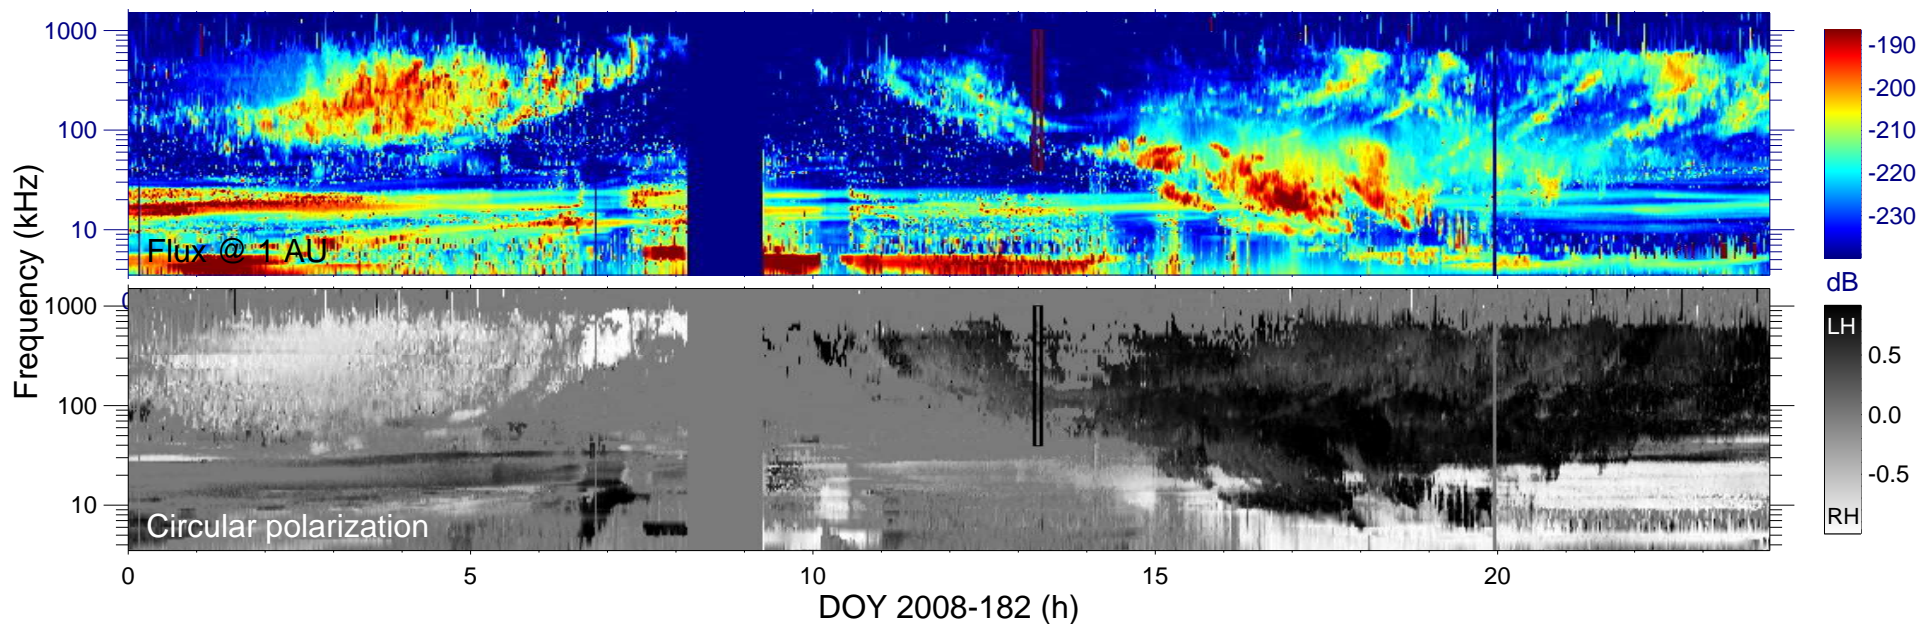 1000
100
10
Flux @ 1 AU
-190
-200
-210
-220
-230
dB
Frequency (kHz)
0
1000
100
10
Circular polarization
LH
0.5
0.0
-0.5
RH
0 5 10 15 20
DOY 2008-182 (h)